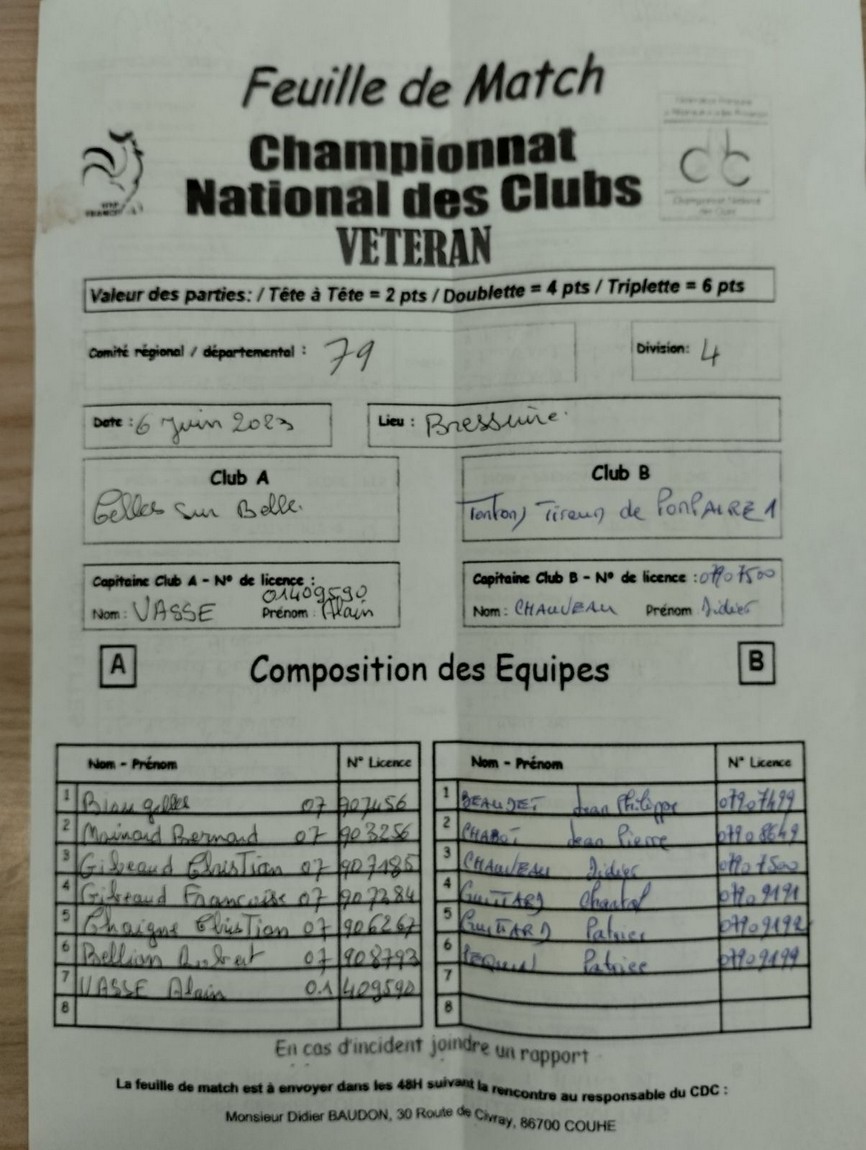 Feuille de Match
Championnat
National des Clubs
VETERAN
Valeur des parties: / Tête à Tête = 2 pts / Doublette = 4 pts / Triplette = 6 pts
Comité régional / départemental : 79
Division: 4
Date : 6 Juin 2023
Lieu : Bressuire
Club A
Celles sur Belle
Club B
Tontons Tireurs de PomPAIRE 1
Capitaine Club A - N° de licence :
01409590
Nom : VASSE Prénom : Alain
Capitaine Club B - N° de licence : 07907500
Nom : CHAUVEAU Prénom Didier
A
Composition des Equipes
B
Nom - Prénom N° Licence
1 gilles 07 907456
2 Mainard Bernard 07 903256
3 Gibeaud Christian 07 907185
4 Gibeaud Françoise 07 907284
5 Chaigne Christian 07 906267
6 Bellion 07 908793
7 VASSE Alain 01 409590
8
Nom - Prénom N° Licence
1 BEAUDET Jean Philippe 07907499
2 CHABOT Jean Pierre 07908649
3 CHAUVEAU Didier 07907500
4 GUITTARD Chantal 07909191
5 GUITTARD Patrice 07909192
6 Patrice 07909199
7
8
En cas d'incident joindre un rapport
La feuille de match est à envoyer dans les 48H suivant la rencontre au responsable du CDC :
Monsieur Didier BAUDON, 30 Route de Civray, 86700 COUHE